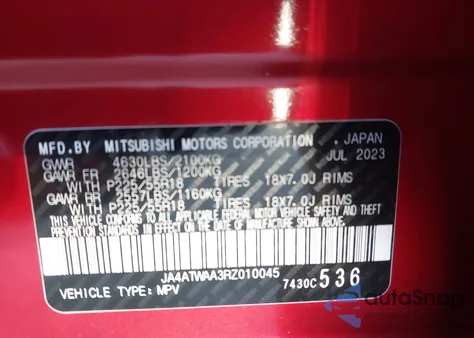 MFD.BY MITSUBISHI MOTORS CORPORATION . JAPAN
GVWR 4630LBS/2100KG JUL 2023
GAWR FR 2646LBS/1200KG
WITH P225/55R18 TIRES 18X7.0J RIMS
GAWR RR LBS/1160KG
WITH P225/55R18 TIRES 18X7.0J RIMS
THIS VEHICLE CONFORMS TO ALL APPLICABLE FEDERAL MOTOR VEHICLE
SAFETY AND THEFT PREVENTION STANDARDS IN EFFECT ON THE DATE OF
MANUFACTURE SHOWN ABOVE.
JA4ATWAA3RZ010045
VEHICLE TYPE: MPV 7430C 536
autoSnap